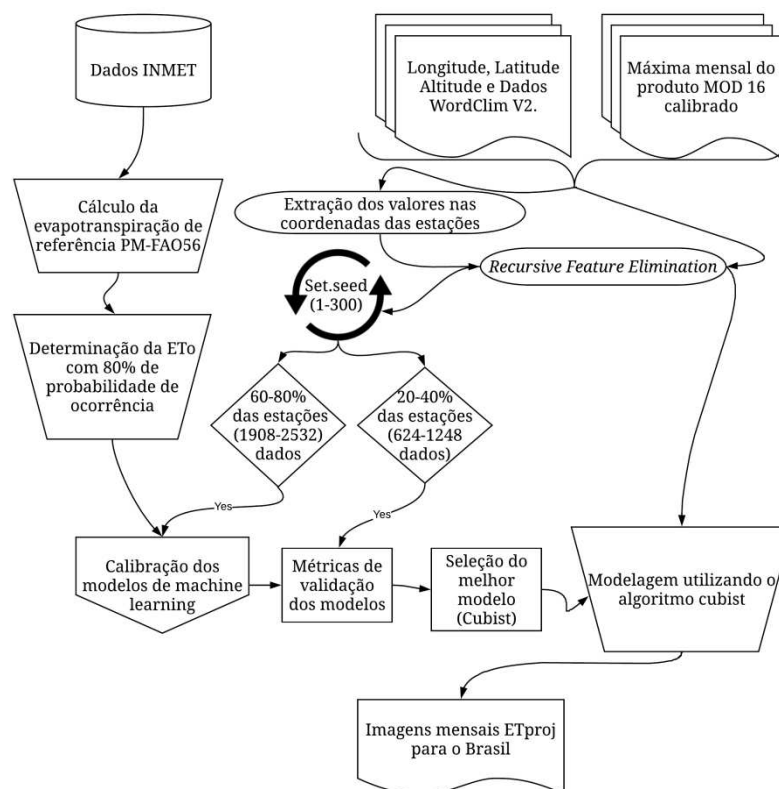 Dados INMET
Longitude, Latitude
Altitude e Dados
WordClim V2.
Máxima mensal do
produto MOD 16
calibrado
Cálculo da
evapotranspiração de
referência PM-FAO56
Extração dos valores nas
coordenadas das estações
Recursive Feature Elimination
Set.seed
(1-300)
Determinação da ETo
com 80% de
probabilidade de
ocorrência
60-80%
das estações
(1908-2532)
dados
20-40%
das estações
(624-1248
dados)
Yes
Yes
Calibração dos
modelos de machine
learning
Métricas de
validação
dos modelos
Seleção do
melhor
modelo
(Cubist)
Modelagem utilizando o
algoritmo cubist
Imagens mensais ETproj
para o Brasil